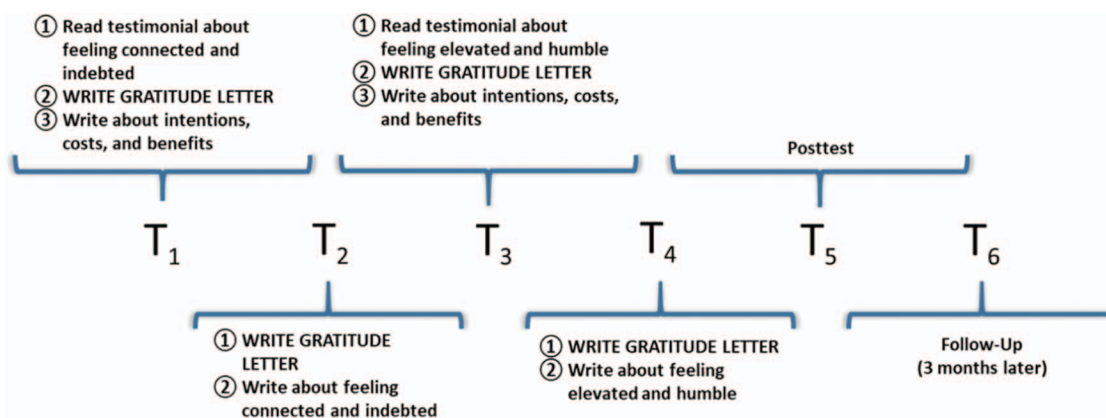 ① Read testimonial about
feeling connected and
indebted
② WRITE GRATITUDE LETTER
③ Write about intentions,
costs, and benefits
① Read testimonial about
feeling elevated and humble
② WRITE GRATITUDE LETTER
③ Write about intentions, costs,
and benefits
Posttest
T1
T2
T3
T4
T5
T6
① WRITE GRATITUDE
LETTER
② Write about feeling
connected and indebted
① WRITE GRATITUDE LETTER
② Write about feeling
elevated and humble
Follow-Up
(3 months later)